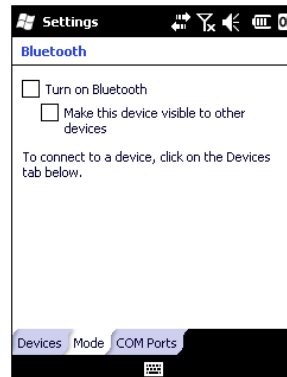 Settings
Bluetooth
Turn on Bluetooth
Make this device visible to other
devices
To connect to a device, click on the Devices
tab below.
Devices Mode COM Ports